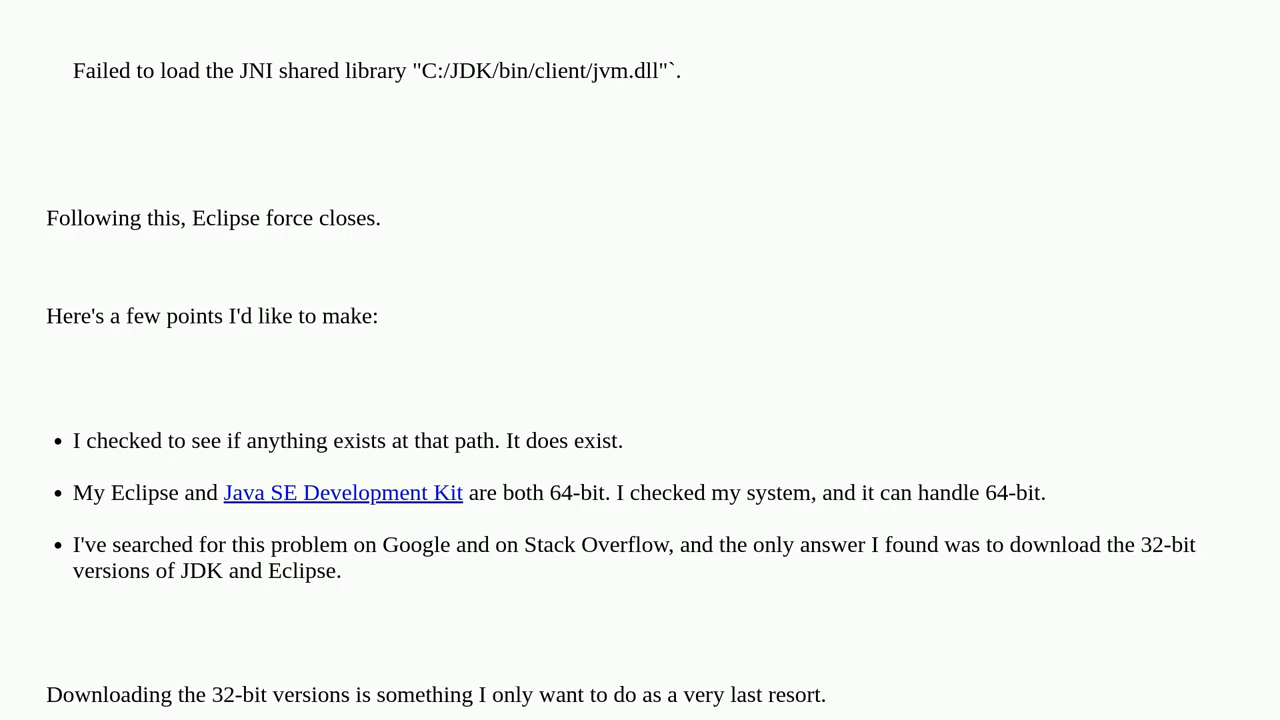 Failed to load the JNI shared library "C:/JDK/bin/client/jvm.dll"`.
Following this, Eclipse force closes.
Here's a few points I'd like to make:
• I checked to see if anything exists at that path. It does exist.
• My Eclipse and Java SE Development Kit are both 64-bit. I checked my system, and it can handle 64-bit.
• I've searched for this problem on Google and on Stack Overflow, and the only answer I found was to download the 32-bit
versions of JDK and Eclipse.
Downloading the 32-bit versions is something I only want to do as a very last resort.